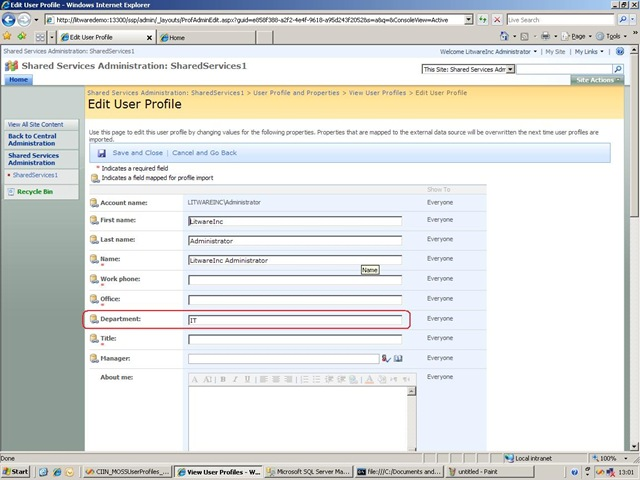 Edit User Profile - Windows Internet Explorer
http://litwaredemo:13300/ssp/admin/_layouts/ProfAdminEdit.aspx?guid=
&ConsoleView=Active
Live Search
Edit User Profile
Home
Page
Tools
Shared Services Administration: SharedServices1
Welcome LitwareInc Administrator
My Site
My Links
Shared Services Administration: SharedServices1
This Site: Shared Services Adm
Home
Site Actions
Shared Services Administration: SharedServices1 > User Profile and Properties > View User Profiles > Edit User Profile
Edit User Profile
View All Site Content
Back to Central Administration
Shared Services Administration
SharedServices1
Recycle Bin
Use this page to edit this user profile by changing values for the following properties. Properties that are mapped to the external data source will be overwritten the next time user profiles are
imported.
Save and Close | Cancel and Go Back
* Indicates a required field
Indicates a field mapped for profile import
Show To
Account name: LITWAREINC\Administrator Everyone
First name: LitwareInc Everyone
Last name: Administrator Everyone
Name: LitwareInc Administrator Everyone
*
Name
Work phone: Everyone
*
Office: Everyone
*
Department: IT Everyone
Title: Everyone
*
Manager: Everyone
About me: Everyone
A A B I U
Done
Local intranet
100%
Start
CIIN_MOSSUserProfiles_...
View User Profiles - W...
Microsoft SQL Server Ma...
file:///C:/Documents and...
untitled - Paint
13:01